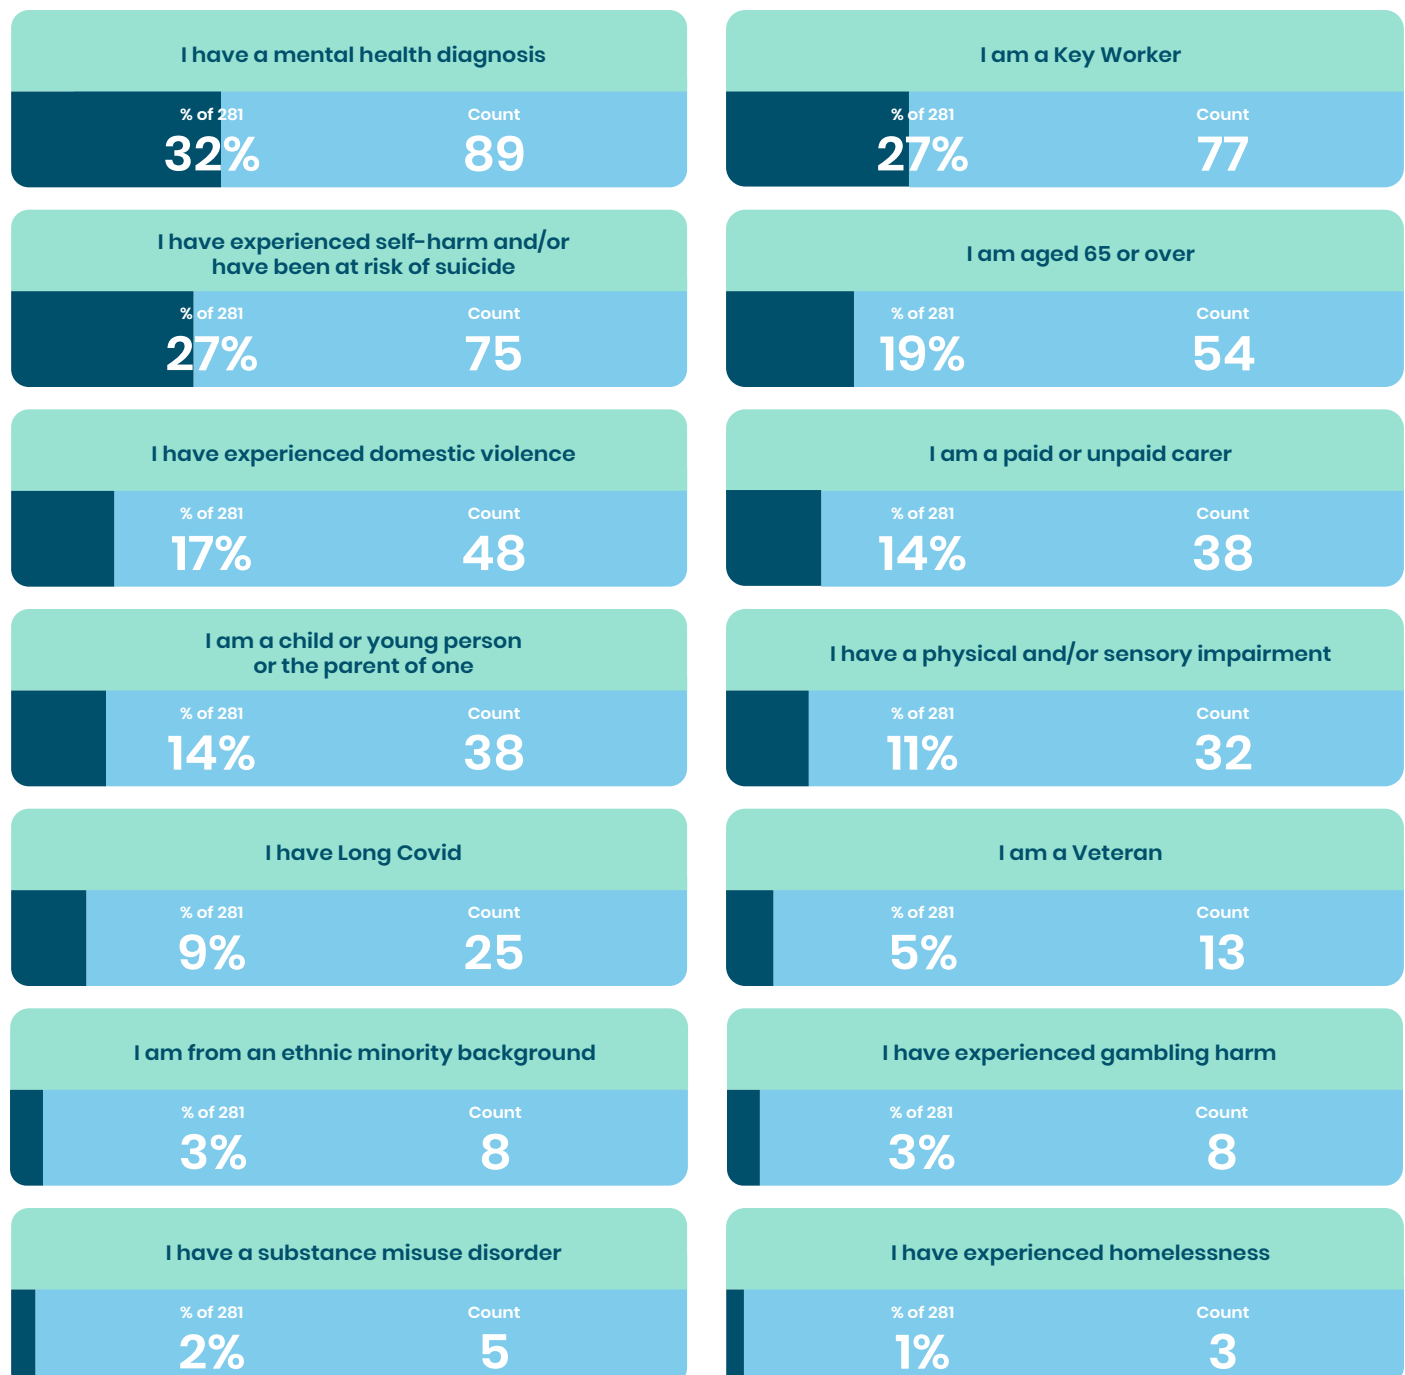 I have a mental health diagnosis
% of 281
Count
32%
89
I am a Key Worker
% of 281
Count
27%
77
I have experienced self-harm and/or
have been at risk of suicide
% of 281
Count
27%
75
I am aged 65 or over
% of 281
Count
19%
54
I have experienced domestic violence
% of 281
Count
17%
48
I am a paid or unpaid carer
% of 281
Count
14%
38
I am a child or young person
or the parent of one
% of 281
Count
14%
38
I have a physical and/or sensory impairment
% of 281
Count
11%
32
I have Long Covid
% of 281
Count
9%
25
I am a Veteran
% of 281
Count
5%
13
I am from an ethnic minority background
% of 281
Count
3%
8
I have experienced gambling harm
% of 281
Count
3%
8
I have a substance misuse disorder
% of 281
Count
2%
5
I have experienced homelessness
% of 281
Count
1%
3